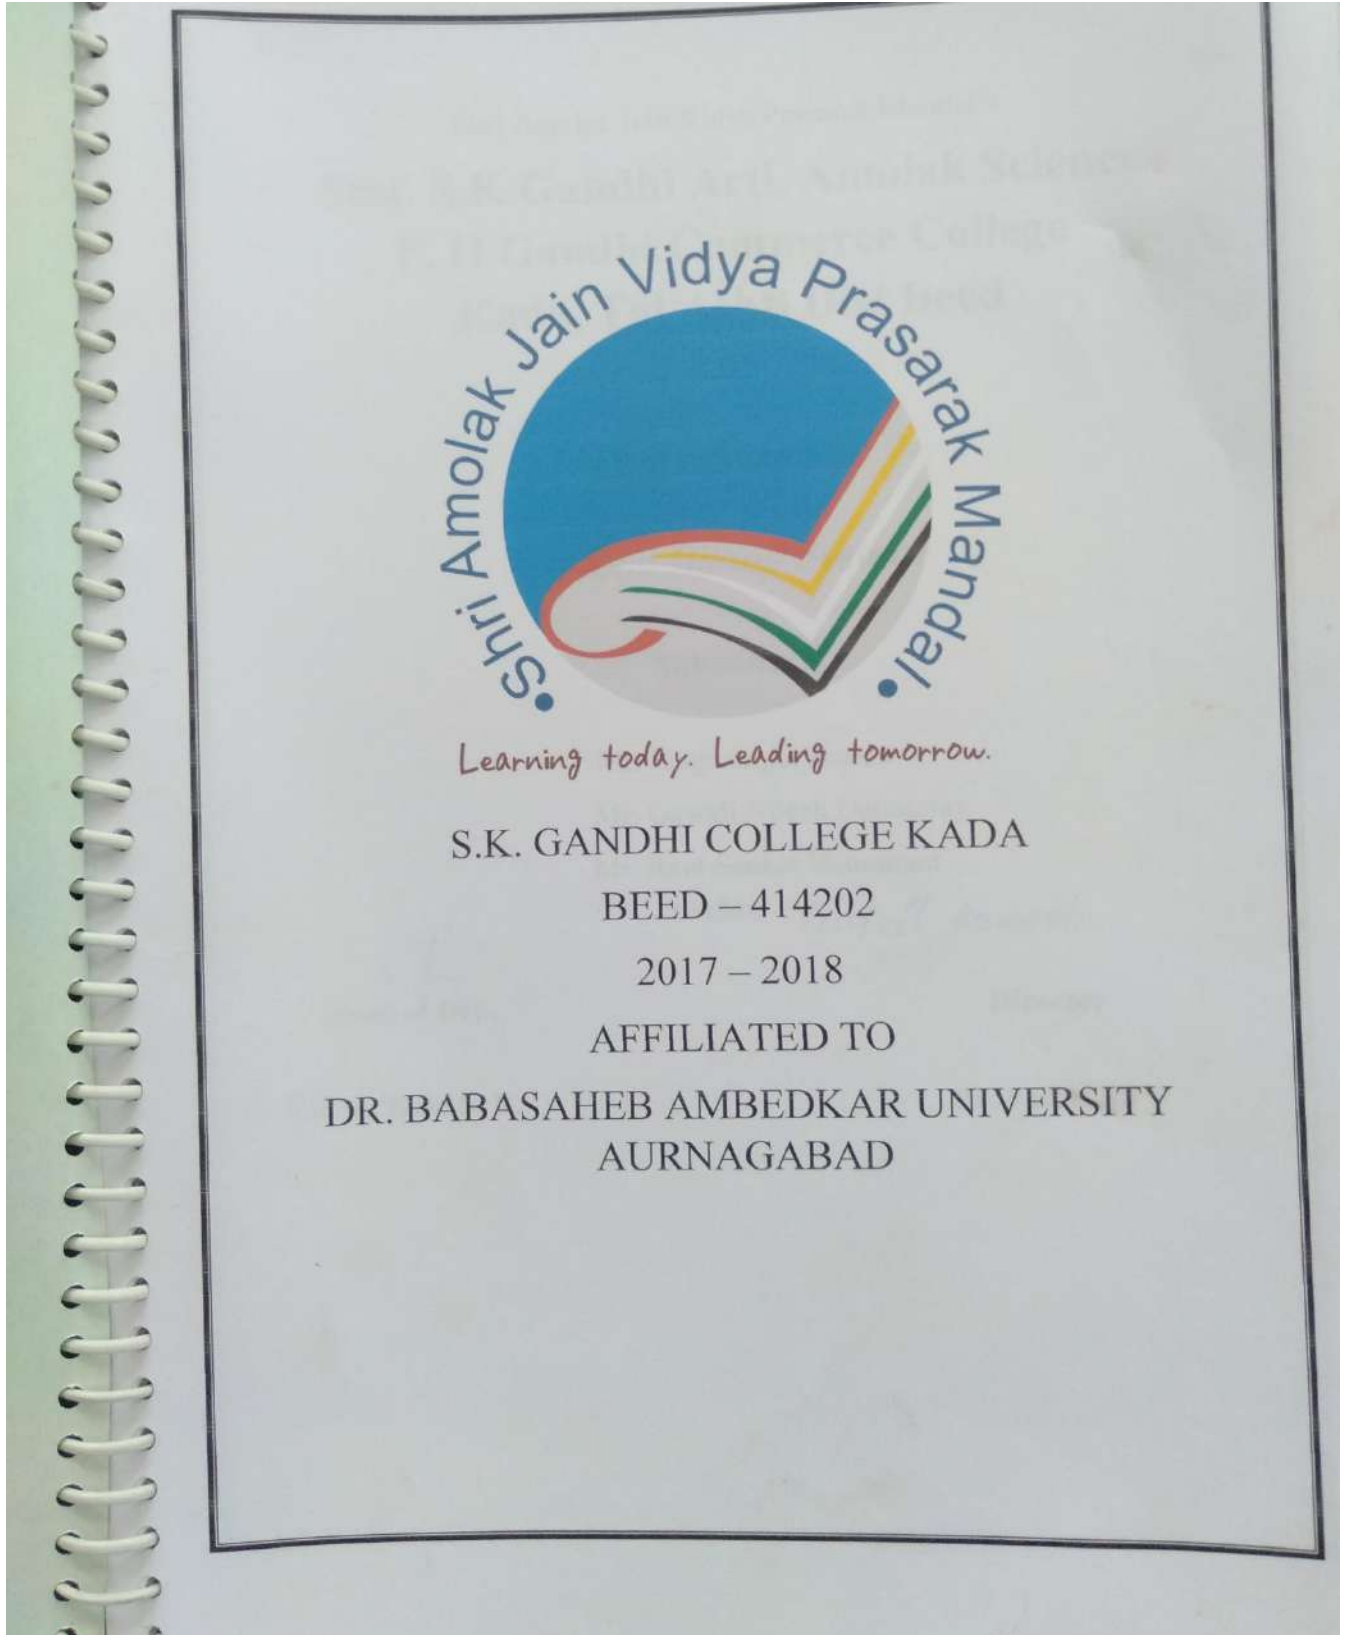 Shri Amolak Jain Vidya Prasarak Mandal
Learning today. Leading tomorrow.
S.K. GANDHI COLLEGE KADA
BEED – 414202
2017 – 2018
AFFILIATED TO
DR. BABASAHEB AMBEDKAR UNIVERSITY
AURNAGABAD